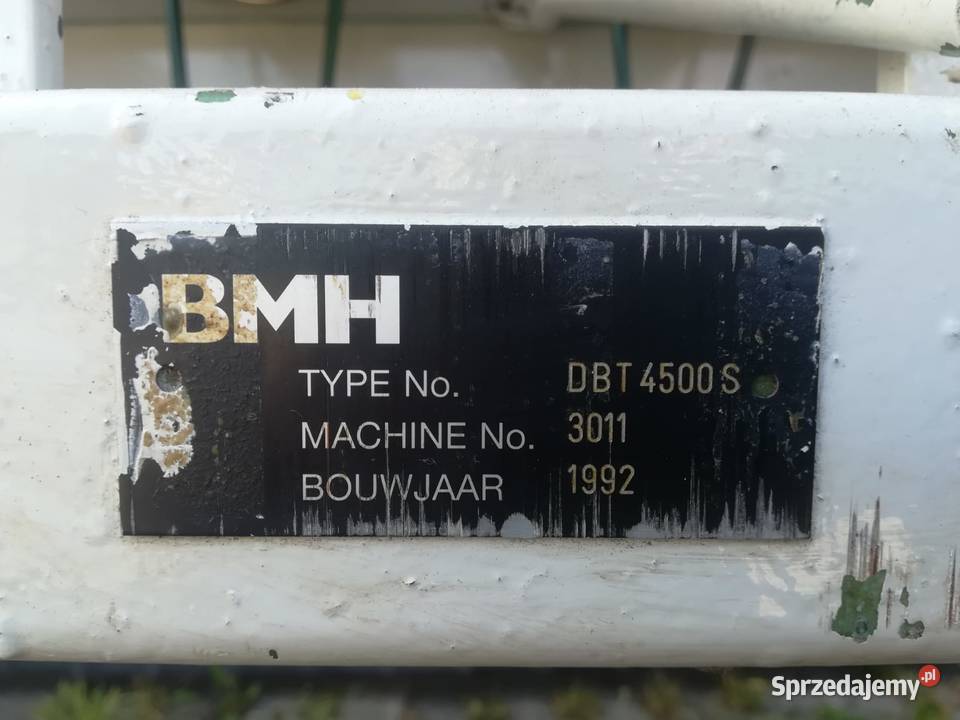 BMH
TYPE No. DBT 4500 S
MACHINE No. 3011
BOUWJAAR 1992
Sprzedajemy.pl